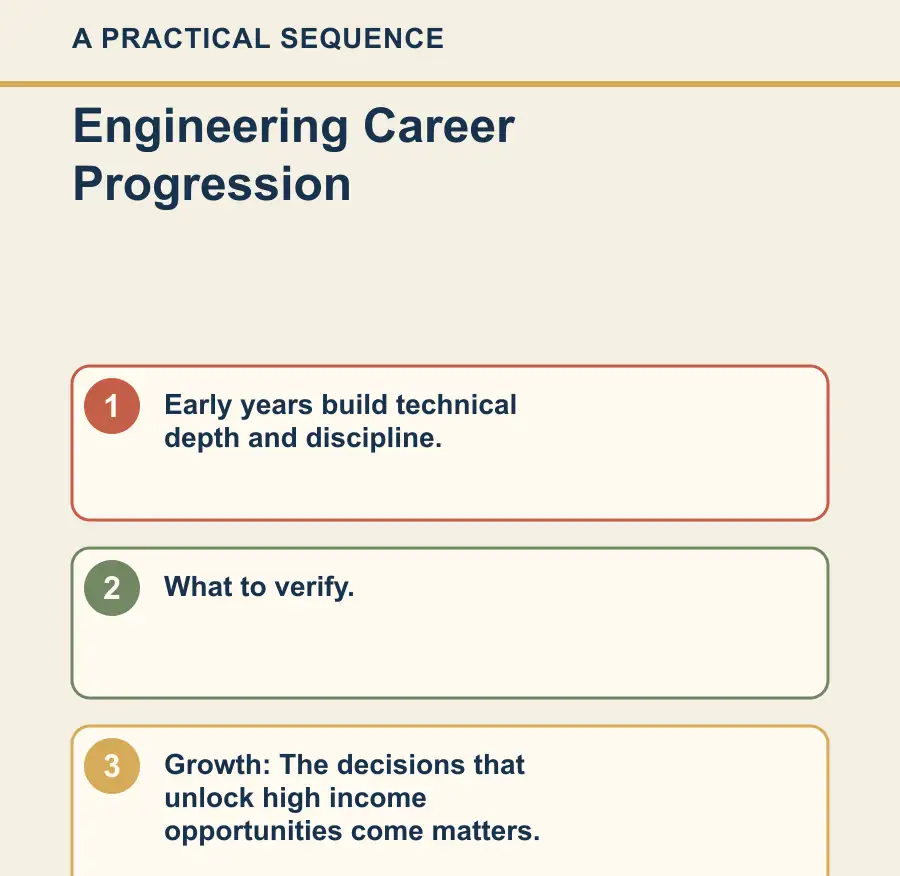 A PRACTICAL SEQUENCE
Engineering Career
Progression
1
Early years build technical
depth and discipline.
2
What to verify.
3
Growth: The decisions that
unlock high income
opportunities come matters.